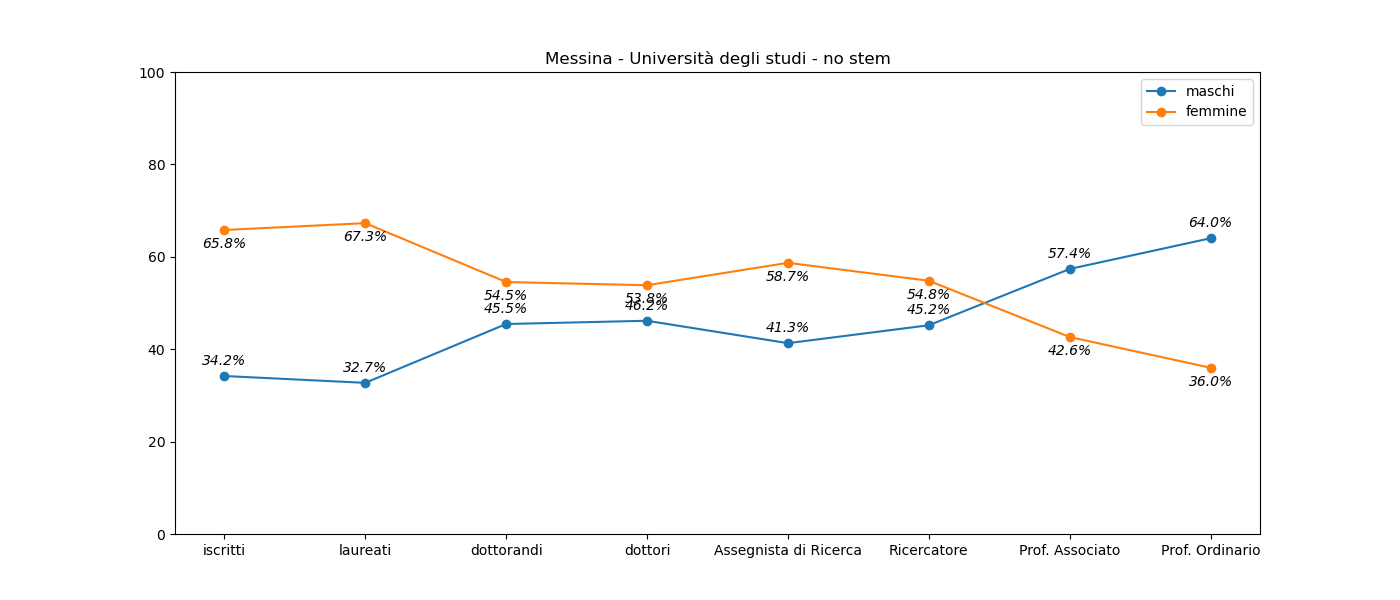 Messina - Università degli studi - no stem
100
80
60
40
20
0
maschi
femmine
65.8%
67.3%
54.5%
53.8%
58.7%
54.8%
42.6%
36.0%
34.2%
32.7%
45.5%
46.2%
41.3%
45.2%
57.4%
64.0%
iscritti
laureati
dottorandi
dottori
Assegnista di Ricerca
Ricercatore
Prof. Associato
Prof. Ordinario